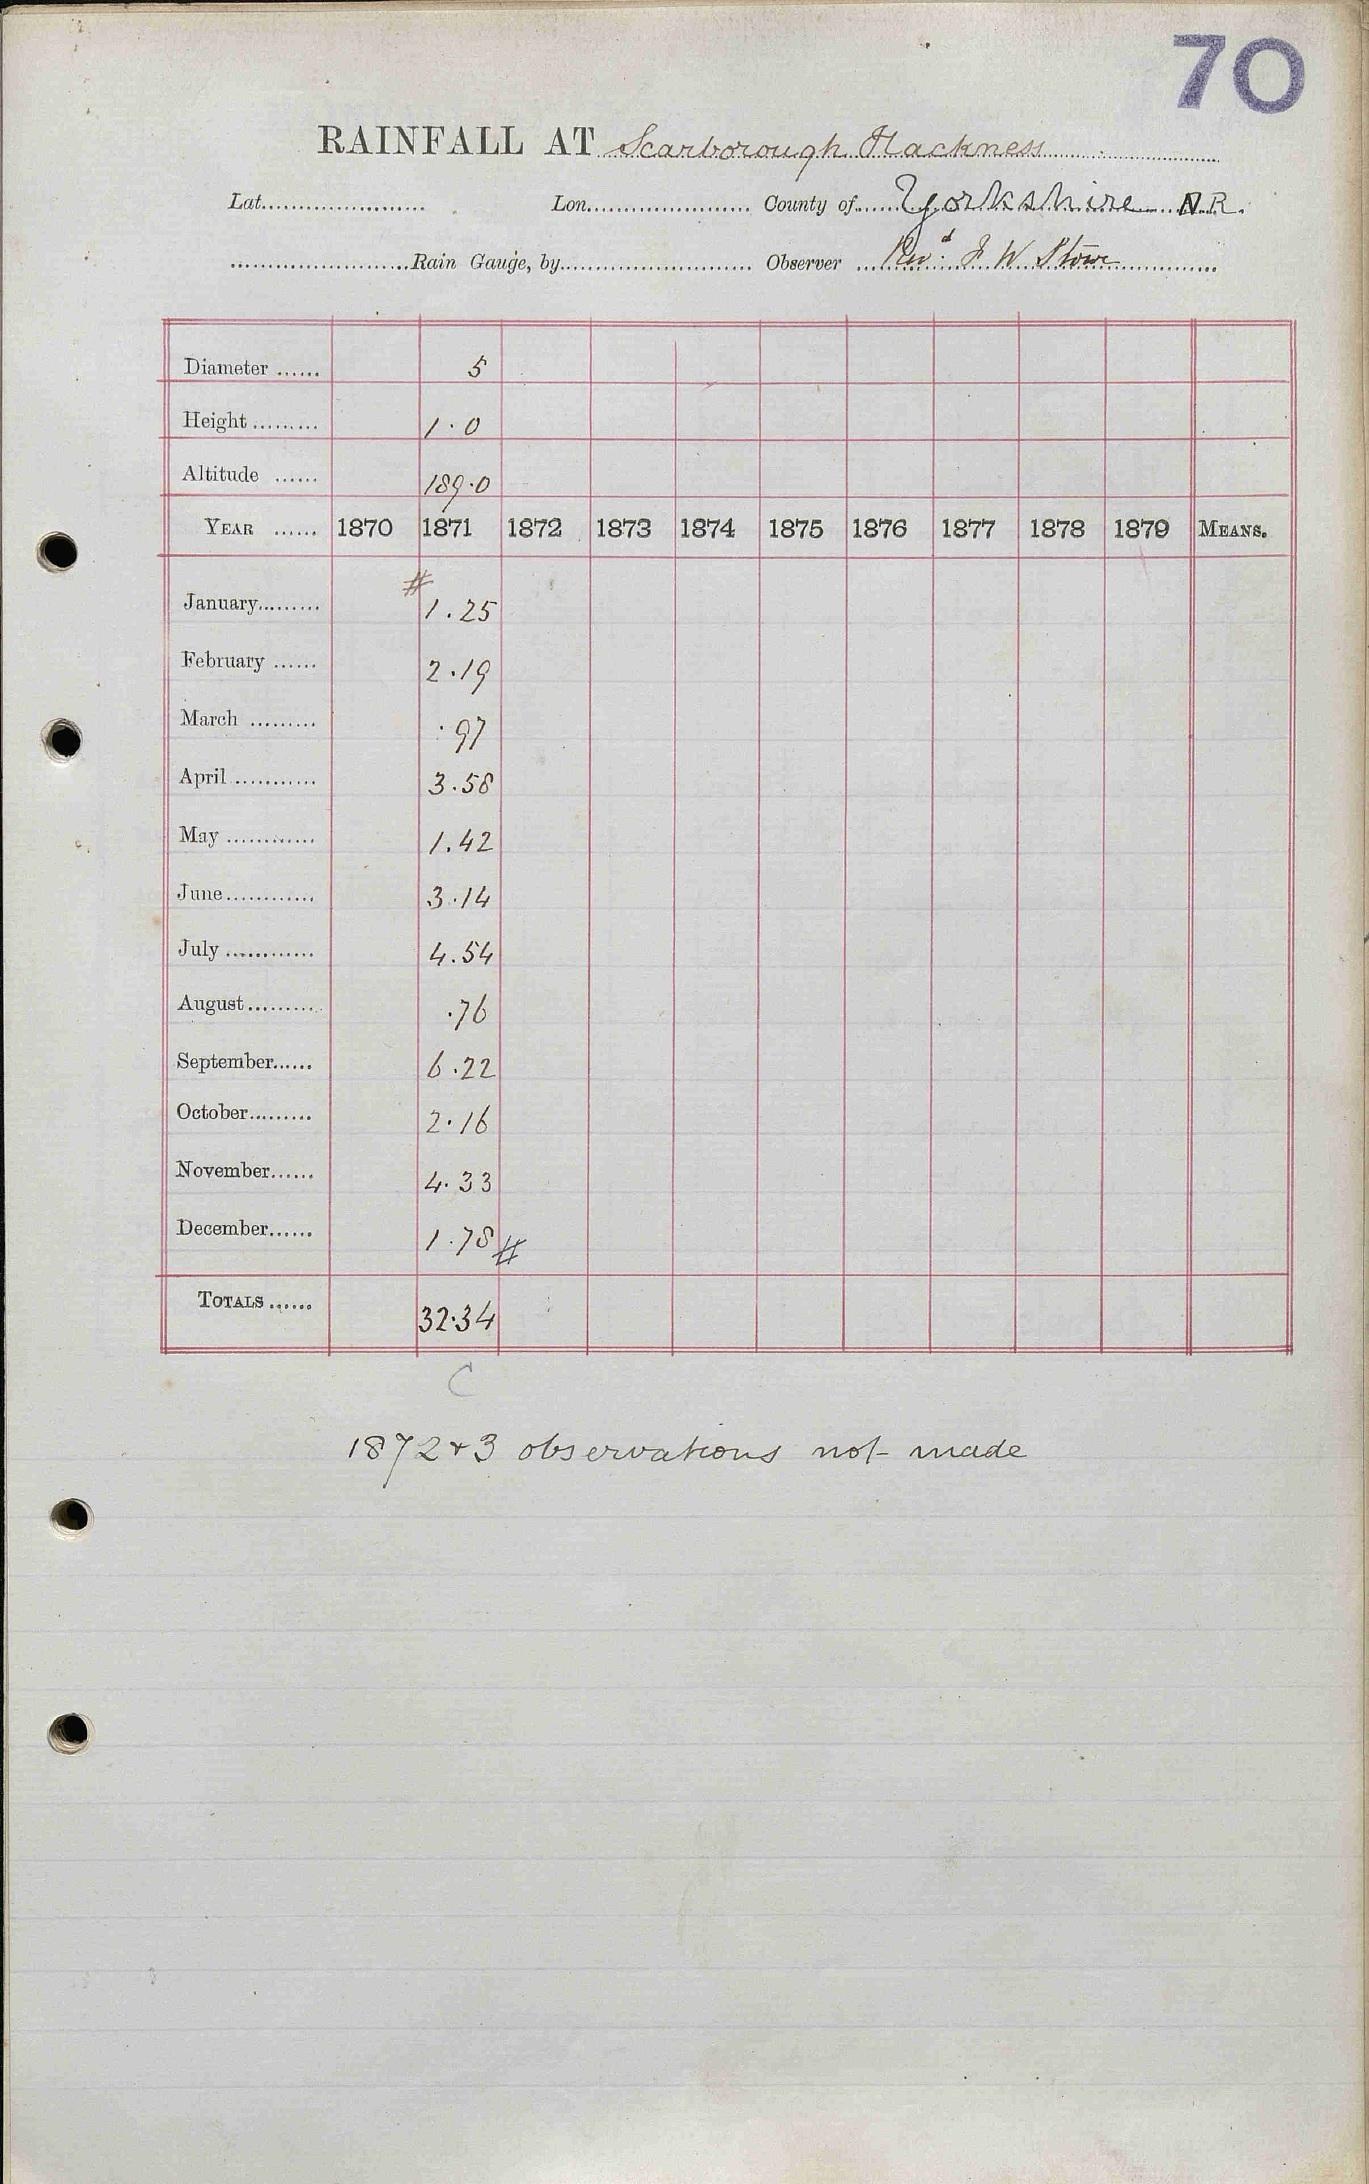 70
RAINFALL AT Scarborough Hackness
Lat. Lon. County of Yorkshire N.R.
Rain Gauge, by Observer Revd. J W Stowe
Diameter ...... 5
Height ......... 1.0
Altitude ...... 189.0
YEAR ...... 1870 1871 1872 1873 1874 1875 1876 1877 1878 1879 MEANS.
#
January......... 1.25
February ...... 2.19
March ......... .97
April ........... 3.58
May ............ 1.42
June............ 3.14
July ............ 4.54
August.......... .76
September...... 6.22
October......... 2.16
November...... 4.33
December...... 1.78 #
TOTALS ...... 32.34
C
1872 + 3 observations not made